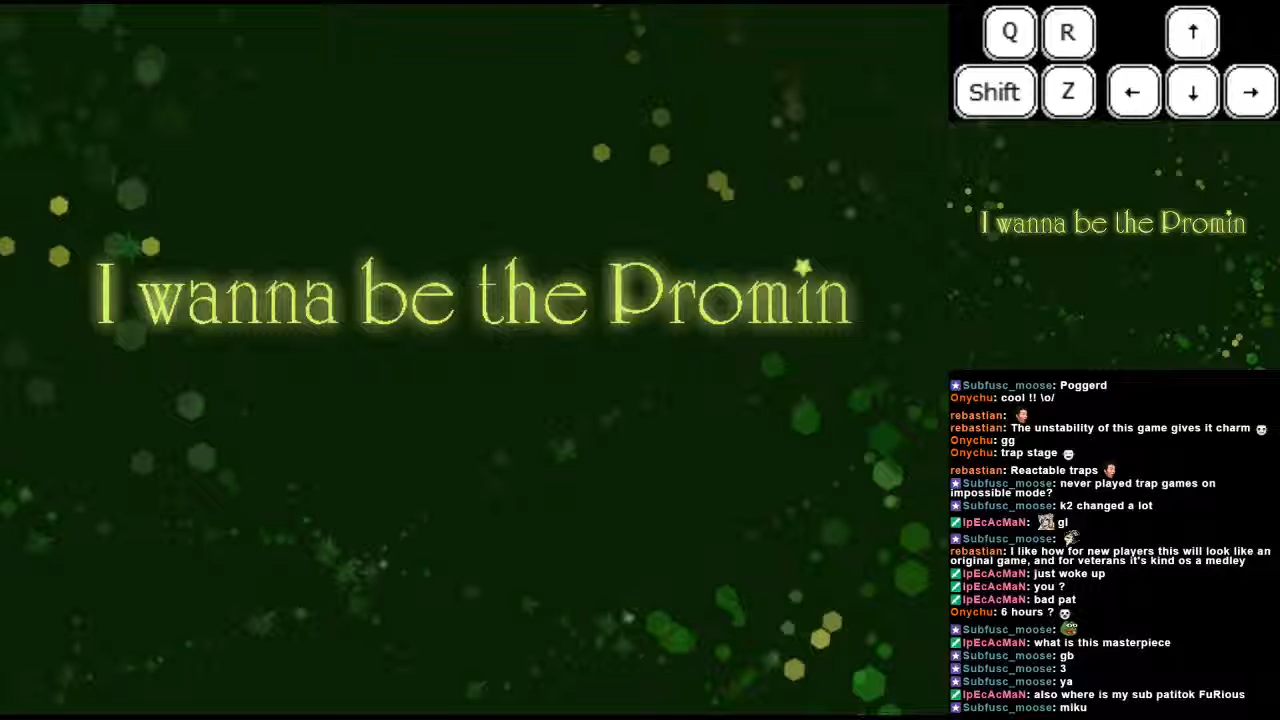 I wanna be the Promin
Q R ↑
Shift Z ← ↓ →
I wanna be the Promin
Subfusc_moose: Poggerd
Onychu: cool !! \o/
rebastian:
rebastian: The unstability of this game gives it charm
Onychu: gg
Onychu: trap stage
rebastian: Reactable traps
Subfusc_moose: never played trap games on
impossible mode?
Subfusc_moose: k2 changed a lot
IpEcAcMaN: gl
Subfusc_moose:
rebastian: I like how for new players this will look like an
original game, and for veterans it's kind os a medley
IpEcAcMaN: just woke up
IpEcAcMaN: you ?
IpEcAcMaN: bad pat
Onychu: 6 hours ?
Subfusc_moose:
IpEcAcMaN: what is this masterpiece
Subfusc_moose: gb
Subfusc_moose: 3
Subfusc_moose: ya
IpEcAcMaN: also where is my sub patitok FuRious
Subfusc_moose: miku